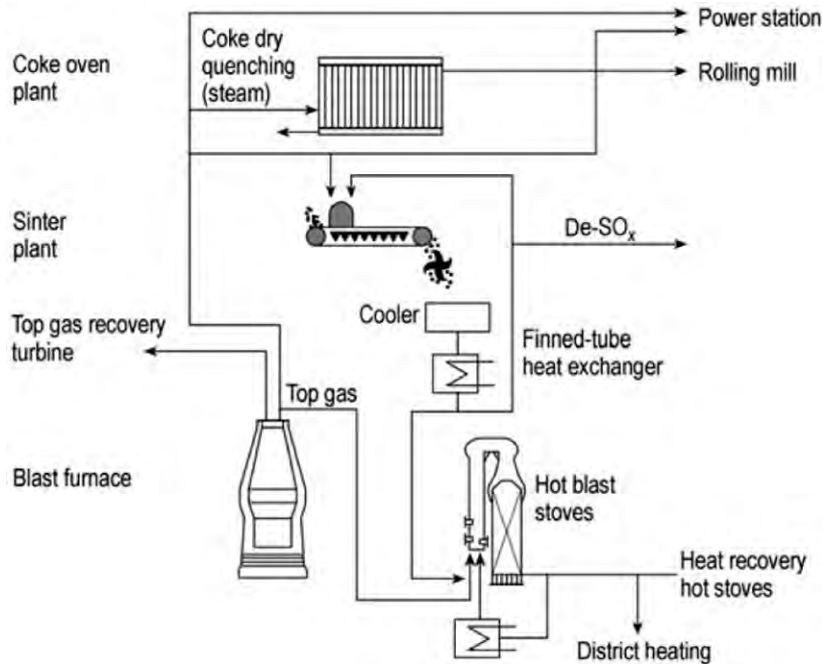 Power station
Coke dry
quenching
(steam)
Coke oven
plant
Rolling mill
Sinter
plant
De-SOx
Cooler
Top gas recovery
turbine
Finned-tube
heat exchanger
Top gas
Blast furnace
Hot blast
stoves
Heat recovery
hot stoves
District heating